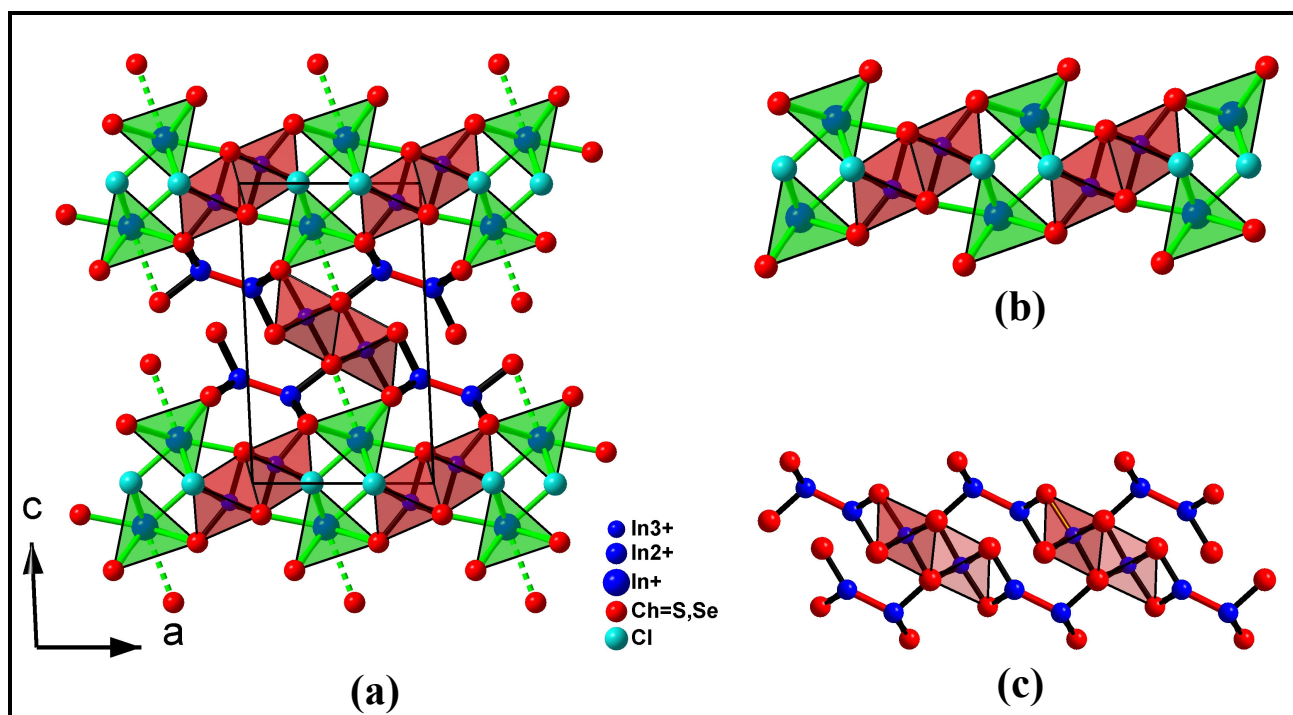 (b)
c
a
In3+
In2+
In+
Ch=S,Se
Cl
(a)
(c)